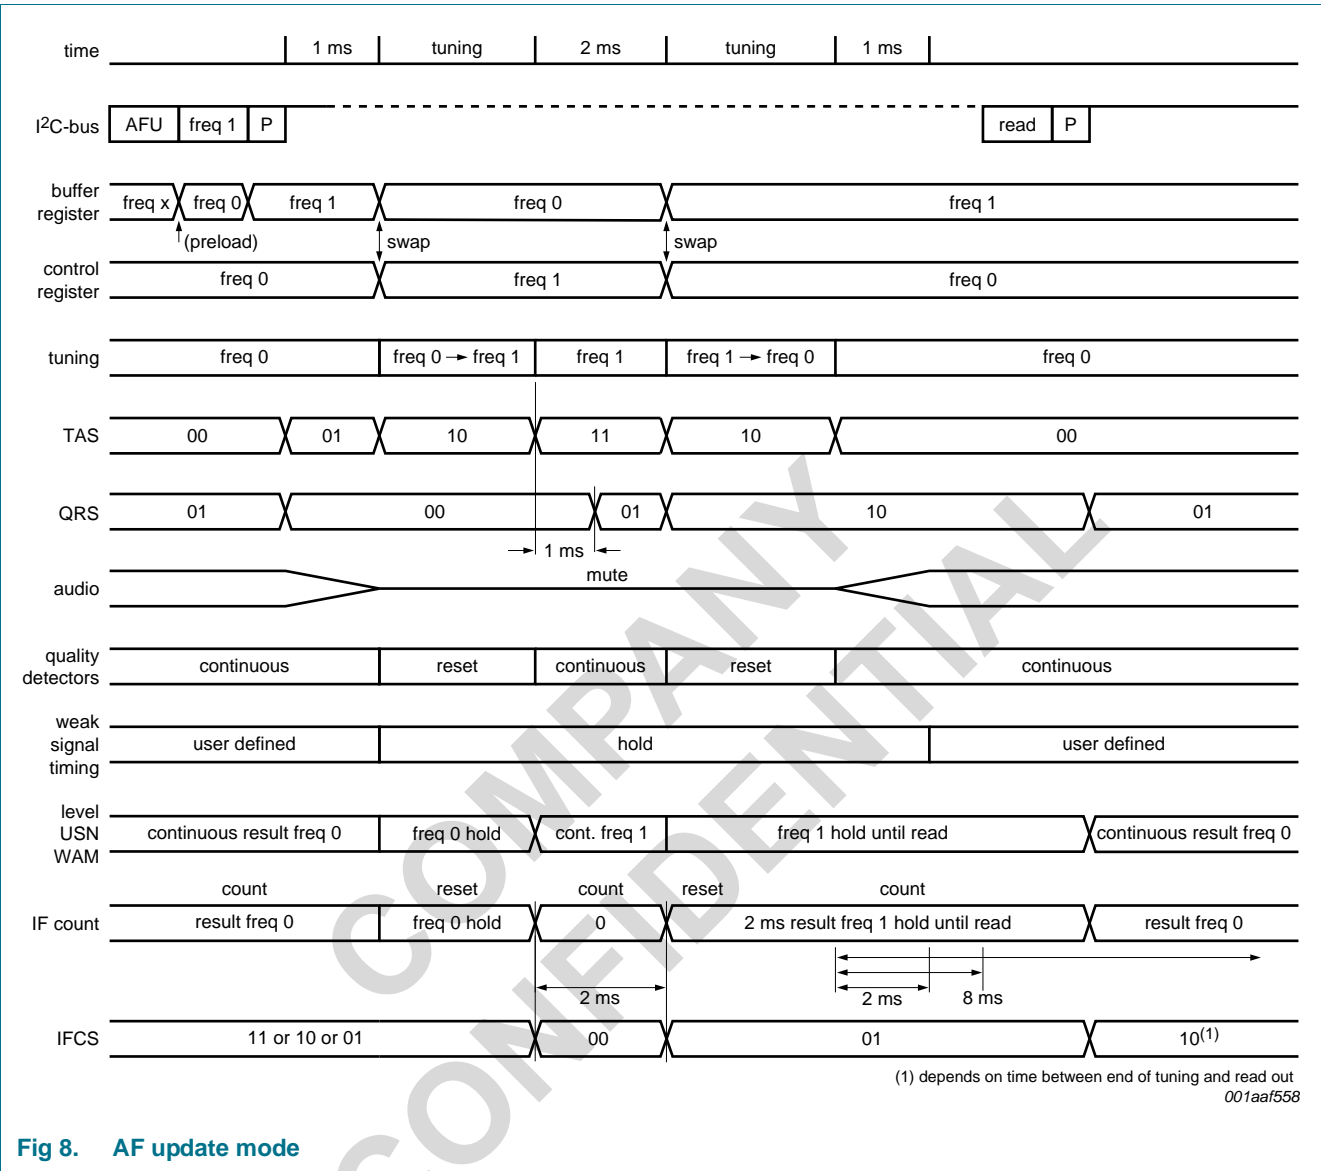 time 1 ms tuning 2 ms tuning 1 ms
I2C-bus AFU freq 1 P read P
buffer register freq x freq 0 freq 1 freq 0 freq 1
(preload) swap swap
control register freq 0 freq 1 freq 0
tuning freq 0 freq 0 → freq 1 freq 1 freq 1 → freq 0 freq 0
TAS 00 01 10 11 10 00
QRS 01 00 01 10 01
1 ms
audio mute
quality detectors continuous reset continuous reset continuous
weak signal timing user defined hold user defined
level USN WAM continuous result freq 0 freq 0 hold cont. freq 1 freq 1 hold until read continuous result freq 0
count reset count reset count
IF count result freq 0 freq 0 hold 0 2 ms result freq 1 hold until read result freq 0
2 ms 2 ms 8 ms
IFCS 11 or 10 or 01 00 01 10(1)
(1) depends on time between end of tuning and read out
001aaf558
Fig 8. AF update mode
COMPANY
CONFIDENTIAL